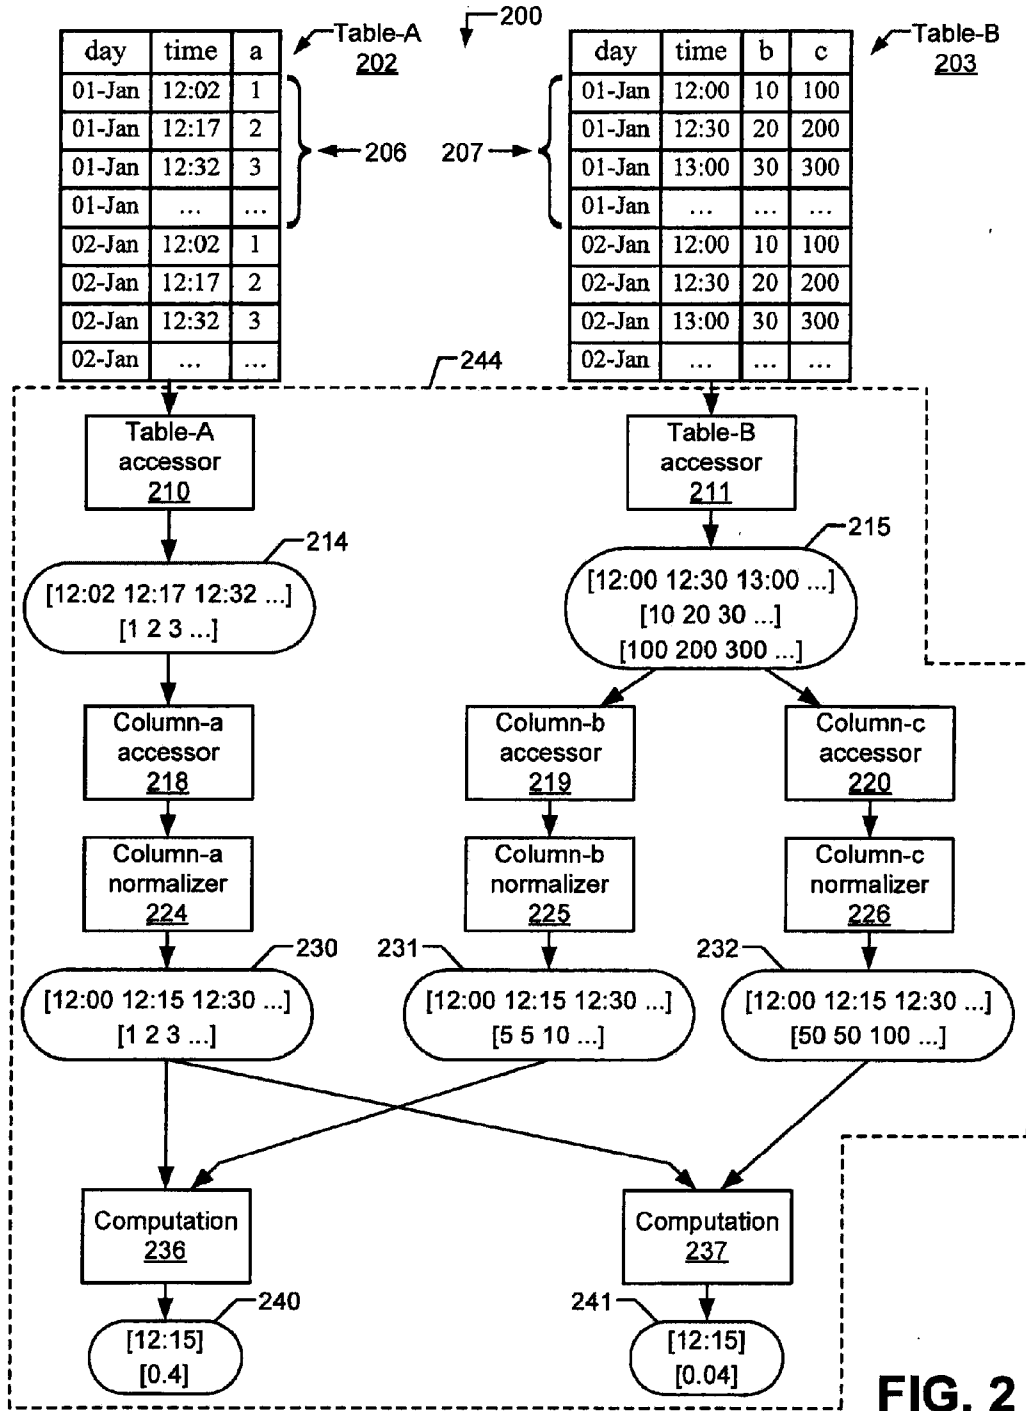 200
Table-A
202
Table-B
203
day time a
01-Jan 12:02 1
01-Jan 12:17 2
01-Jan 12:32 3
01-Jan ... ...
02-Jan 12:02 1
02-Jan 12:17 2
02-Jan 12:32 3
02-Jan ... ...
206
207
day time b c
01-Jan 12:00 10 100
01-Jan 12:30 20 200
01-Jan 13:00 30 300
01-Jan ... ... ...
02-Jan 12:00 10 100
02-Jan 12:30 20 200
02-Jan 13:00 30 300
02-Jan ... ... ...
244
Table-A
accessor
210
Table-B
accessor
211
214
[12:02 12:17 12:32 ...]
[1 2 3 ...]
215
[12:00 12:30 13:00 ...]
[10 20 30 ...]
[100 200 300 ...]
Column-a
accessor
218
Column-b
accessor
219
Column-c
accessor
220
Column-a
normalizer
224
Column-b
normalizer
225
Column-c
normalizer
226
230
[12:00 12:15 12:30 ...]
[1 2 3 ...]
231
[12:00 12:15 12:30 ...]
[5 5 10 ...]
232
[12:00 12:15 12:30 ...]
[50 50 100 ...]
Computation
236
Computation
237
240
[12:15]
[0.4]
241
[12:15]
[0.04]
FIG. 2